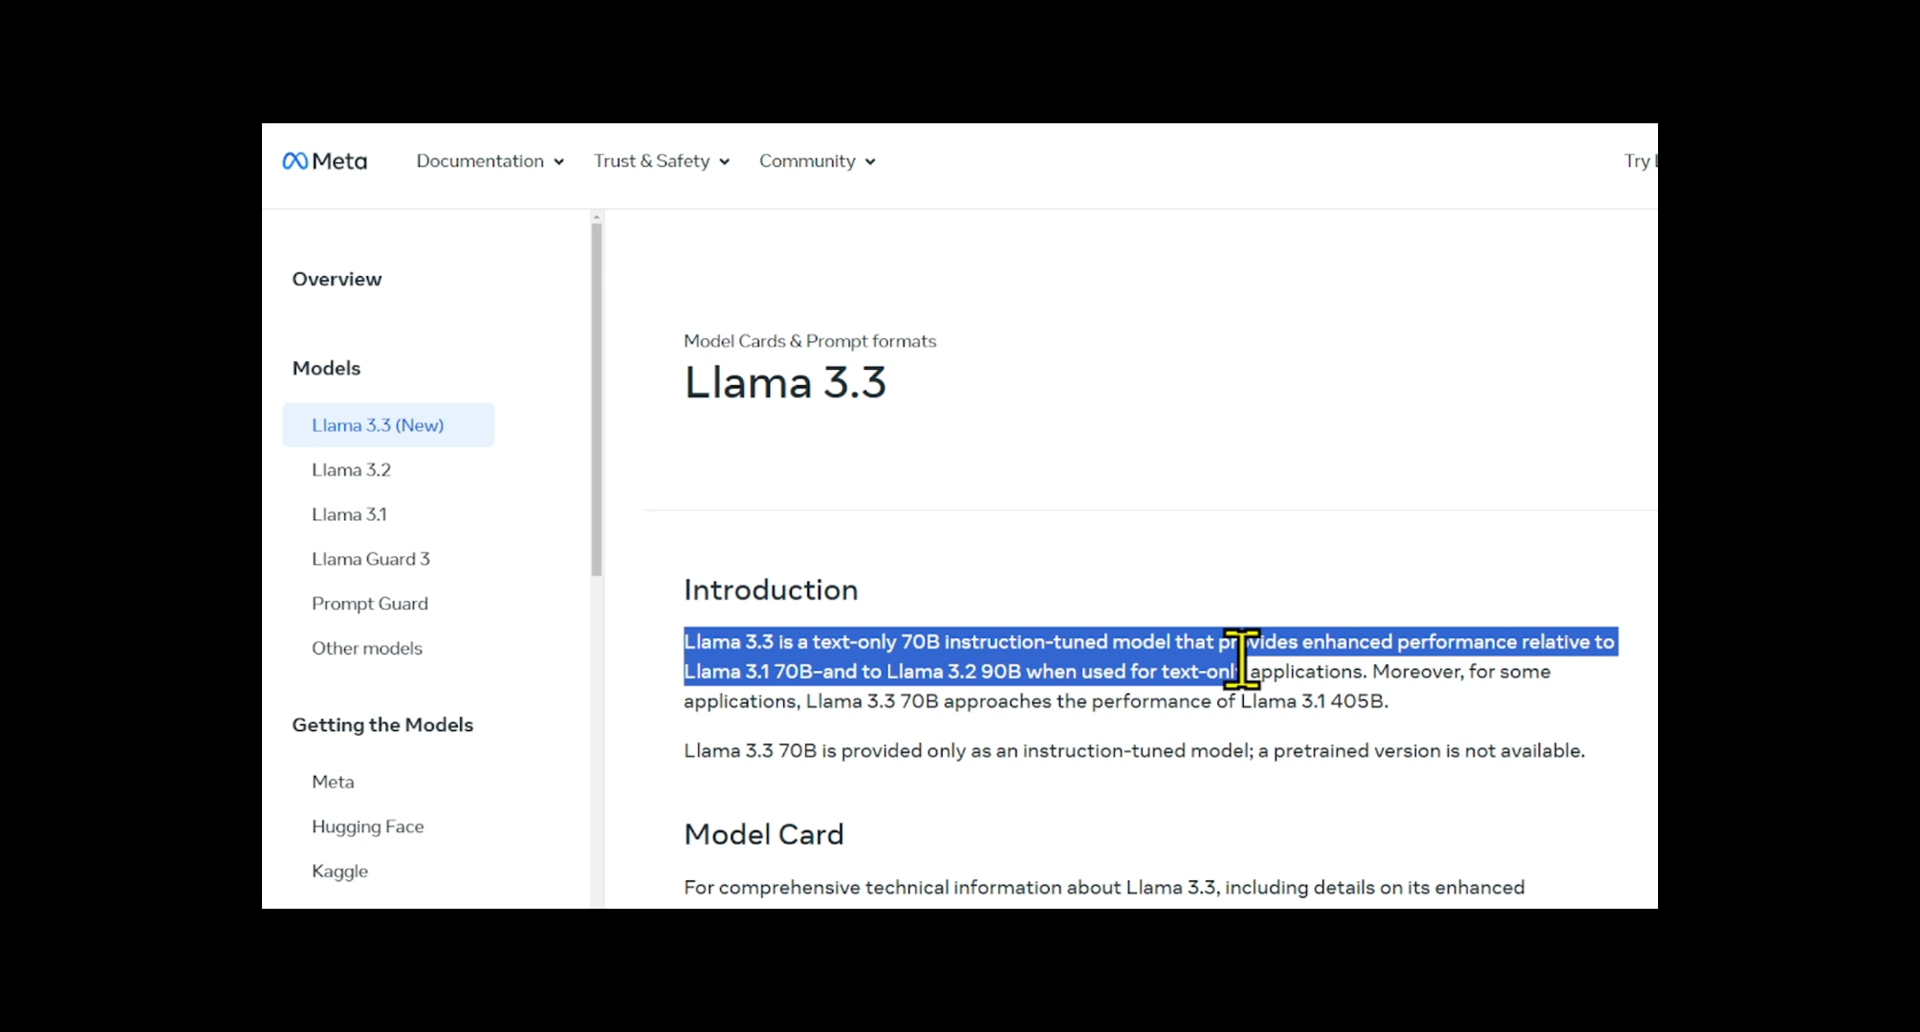 Meta
Documentation
Trust & Safety
Community
Try
Overview
Models
Llama 3.3 (New)
Llama 3.2
Llama 3.1
Llama Guard 3
Prompt Guard
Other models
Getting the Models
Meta
Hugging Face
Kaggle
Model Cards & Prompt formats
Llama 3.3
Introduction
Llama 3.3 is a text-only 70B instruction-tuned model that provides enhanced performance relative to
Llama 3.1 70B–and to Llama 3.2 90B when used for text-only applications. Moreover, for some
applications, Llama 3.3 70B approaches the performance of Llama 3.1 405B.
Llama 3.3 70B is provided only as an instruction-tuned model; a pretrained version is not available.
Model Card
For comprehensive technical information about Llama 3.3, including details on its enhanced